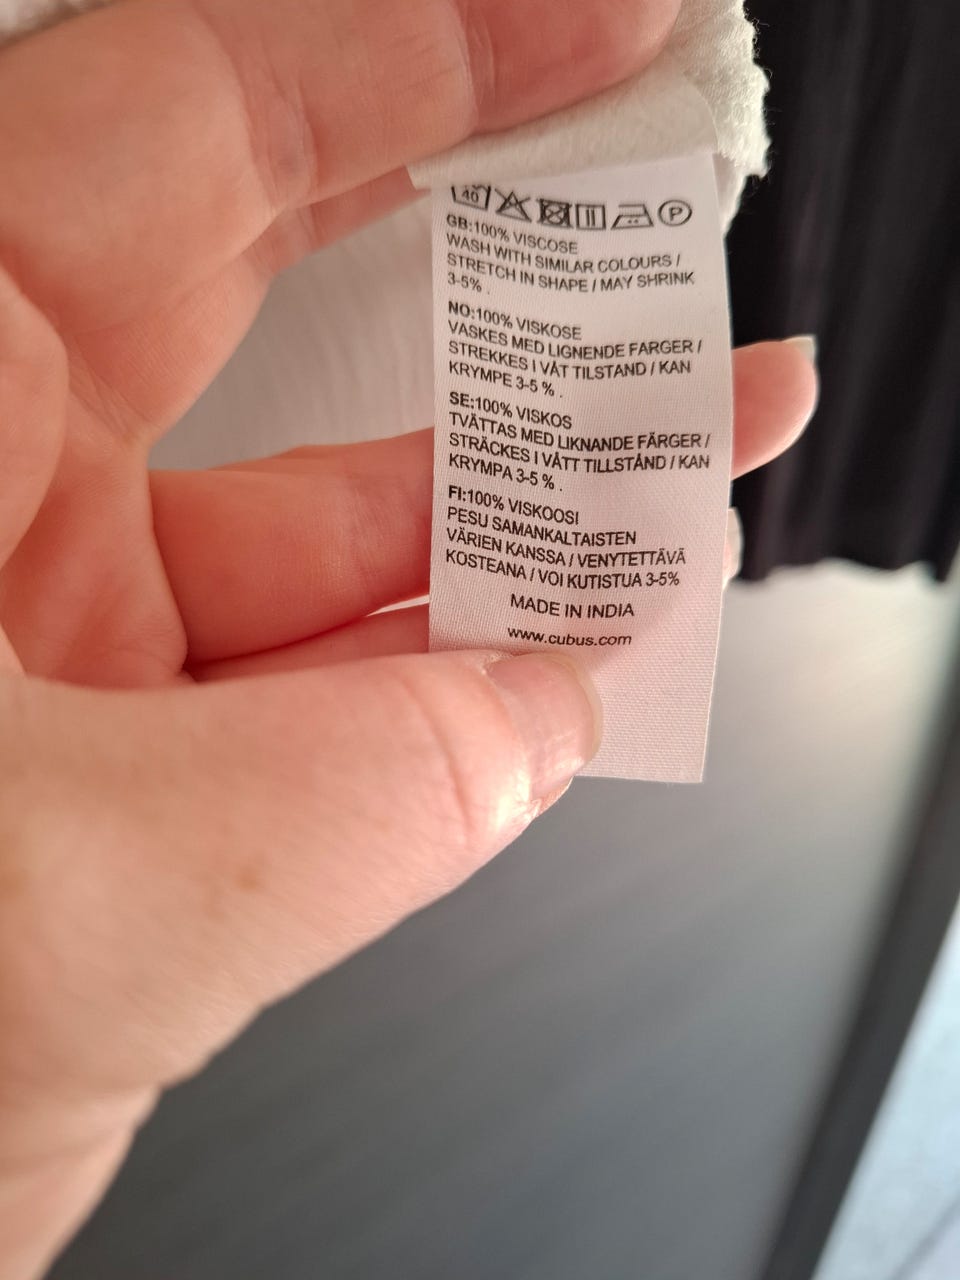 40 P
GB:100% VISCOSE
WASH WITH SIMILAR COLOURS /
STRETCH IN SHAPE / MAY SHRINK
3-5% .
NO:100% VISKOSE
VASKES MED LIGNENDE FARGER /
STREKKES I VÅT TILSTAND / KAN
KRYMPE 3-5 % .
SE:100% VISKOS
TVÄTTAS MED LIKNANDE FÄRGER /
STRÄCKES I VÅTT TILLSTÅND / KAN
KRYMPA 3-5 % .
FI:100% VISKOOSI
PESU SAMANKALTAISTEN
VÄRIEN KANSSA / VENYTETTÄVÄ
KOSTEANA / VOI KUTISTUA 3-5%
MADE IN INDIA
www.cubus.com